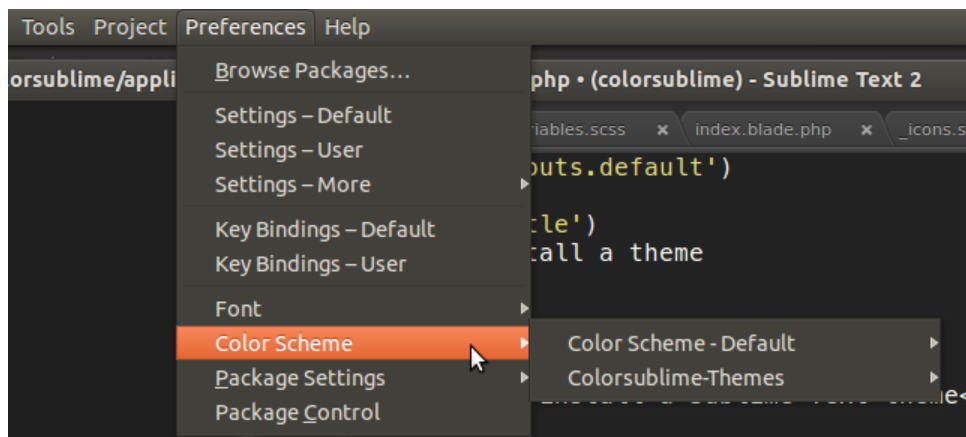 Tools Project Preferences Help
orsublime/appli
php • (colorsublime) - Sublime Text 2
Browse Packages...
Settings – Default
riables.scss × index.blade.php × _icons.s
Settings – User
outs.default')
Settings – More
Key Bindings – Default
tle')
Key Bindings – User
tall a theme
Font
Color Scheme
Color Scheme - Default
Package Settings
Colorsublime-Themes
Package Control